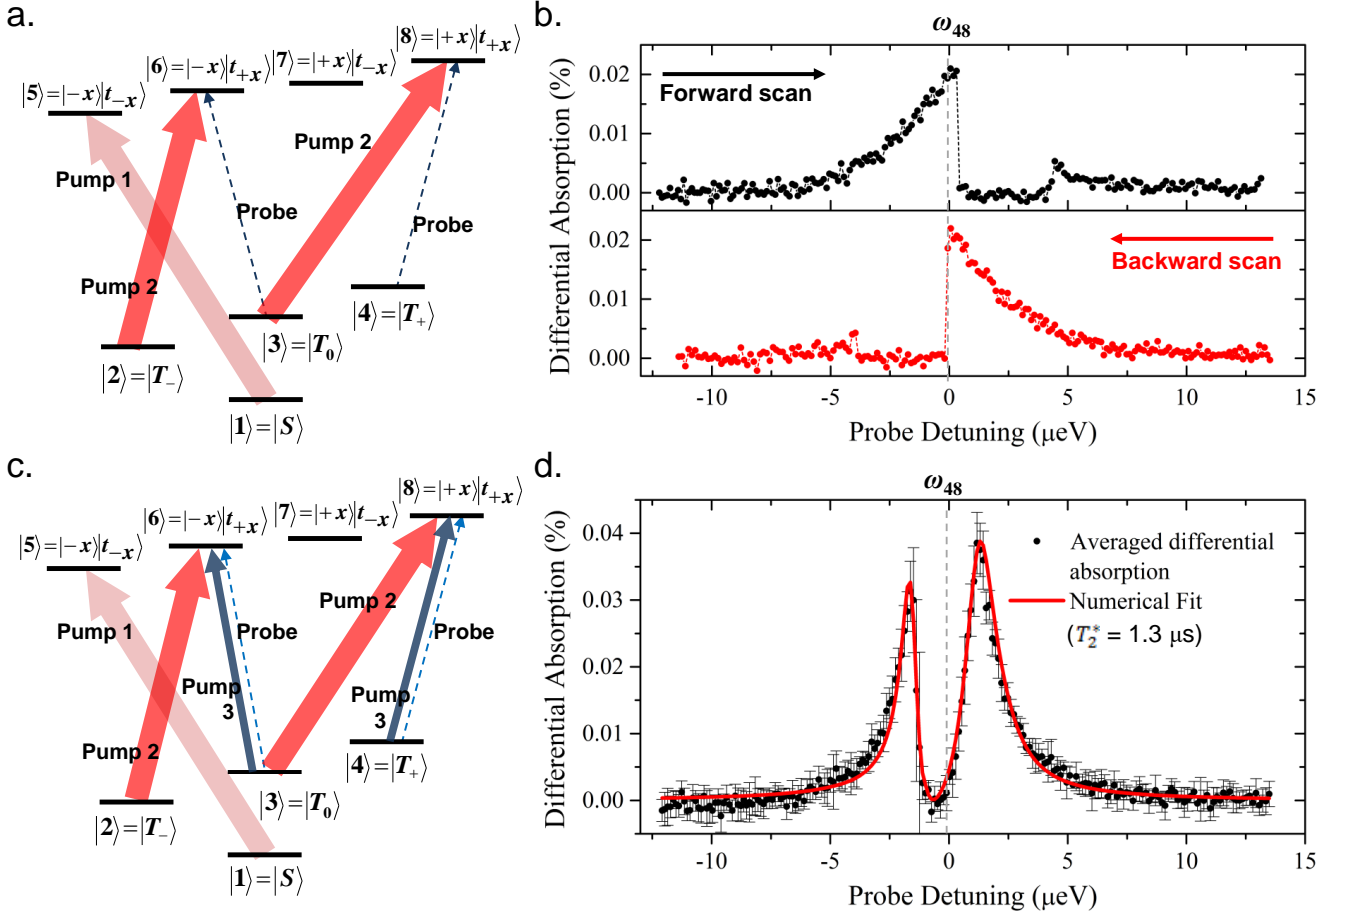 a.
|5⟩=|−x⟩|t−x⟩
|6⟩=|−x⟩|t+x⟩
|7⟩=|+x⟩|t−x⟩
|8⟩=|+x⟩|t+x⟩
Pump 1
Pump 2
Pump 2
Probe
Probe
|4⟩=|T+⟩
|3⟩=|T0⟩
|2⟩=|T−⟩
|1⟩=|S⟩
b.
ω48
Forward scan
Backward scan
Differential Absorption (%)
0.02
0.01
0.00
Differential Absorption (%)
0.02
0.01
0.00
-10 -5 0 5 10 15
Probe Detuning (μeV)
c.
|5⟩=|−x⟩|t−x⟩
|6⟩=|−x⟩|t+x⟩
|7⟩=|+x⟩|t−x⟩
|8⟩=|+x⟩|t+x⟩
Pump 1
Pump 2
Pump 2
Probe
Probe
Pump
3
Pump
3
|4⟩=|T+⟩
|3⟩=|T0⟩
|2⟩=|T−⟩
|1⟩=|S⟩
d.
ω48
Differential Absorption (%)
0.04
0.03
0.02
0.01
0.00
Averaged differential
absorption
Numerical Fit
(T2* = 1.3 μs)
-10 -5 0 5 10 15
Probe Detuning (μeV)